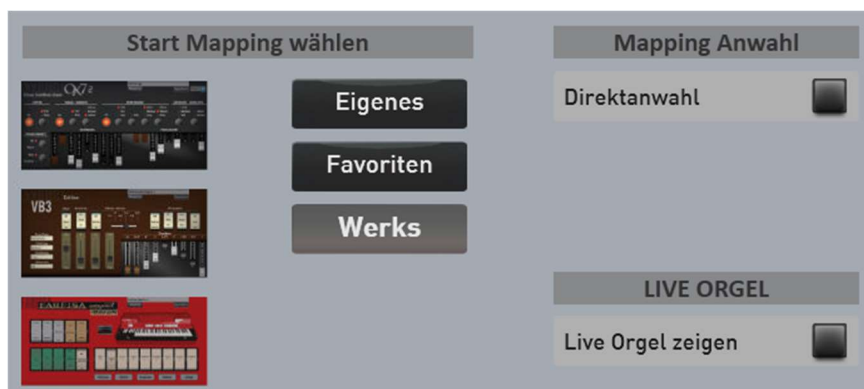 Start Mapping wählen
Eigenes
Favoriten
Werks
VB3
Mapping Anwahl
Direktanwahl
LIVE ORGEL
Live Orgel zeigen